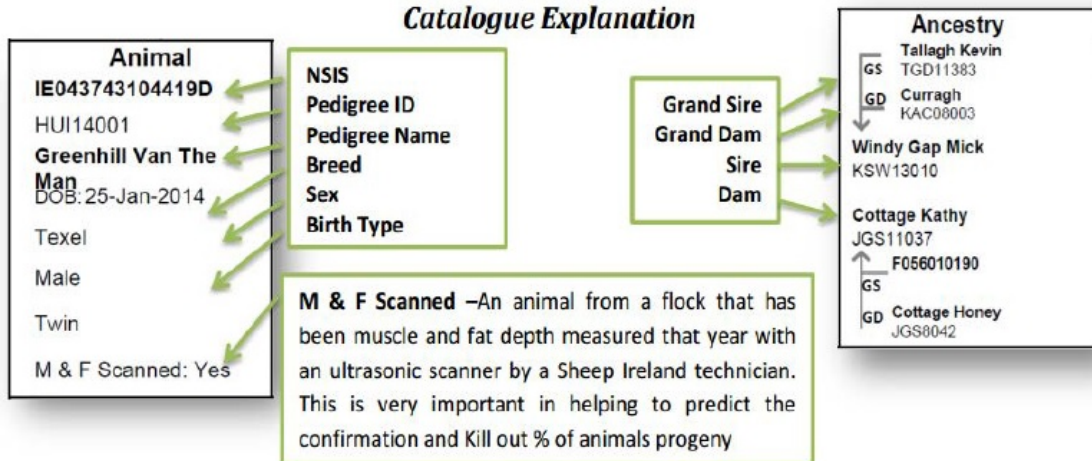 Catalogue Explanation
Animal
IE043743104419D
HUI14001
Greenhill Van The
Man
DOB: 25-Jan-2014
Texel
Male
Twin
M & F Scanned: Yes
NSIS
Pedigree ID
Pedigree Name
Breed
Sex
Birth Type
M & F Scanned –An animal from a flock that has
been muscle and fat depth measured that year with
an ultrasonic scanner by a Sheep Ireland technician.
This is very important in helping to predict the
confirmation and Kill out % of animals progeny
Grand Sire
Grand Dam
Sire
Dam
Ancestry
Tallagh Kevin
GS TGD11383
GD Curragh
KAC08003
Windy Gap Mick
KSW13010
Cottage Kathy
JGS11037
F056010190
GS
GD Cottage Honey
JGS8042